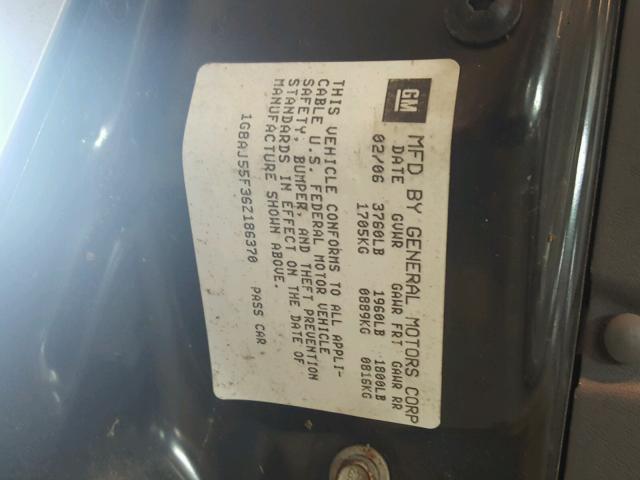 GM
MFD BY GENERAL MOTORS CORP
DATE GVWR GAWR FRT GAWR RR
02/06 3760LB 1960LB 1800LB
1705KG 0889KG 0816KG
THIS VEHICLE CONFORMS TO ALL APPLI-
CABLE U.S. FEDERAL MOTOR VEHICLE
SAFETY, BUMPER, AND THEFT PREVENTION
STANDARDS IN EFFECT ON THE DATE OF
MANUFACTURE SHOWN ABOVE.
1G8AJ55F36Z186370 PASS CAR